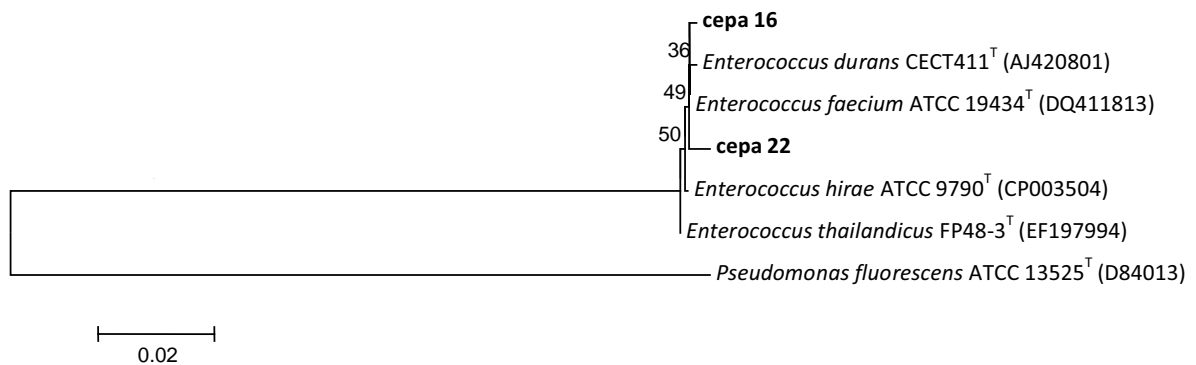 cepa 16
36
Enterococcus durans CECT411ᵀ (AJ420801)
49
Enterococcus faecium ATCC 19434ᵀ (DQ411813)
50
cepa 22
Enterococcus hirae ATCC 9790ᵀ (CP003504)
Enterococcus thailandicus FP48-3ᵀ (EF197994)
Pseudomonas fluorescens ATCC 13525ᵀ (D84013)
0.02